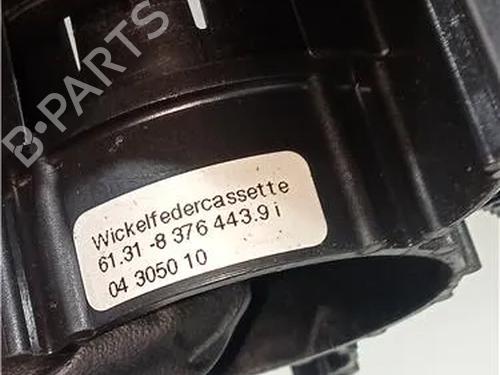 B-PARTS
Wickelfedercassette
61.31 -8 376 443.9 i
04 3050 10